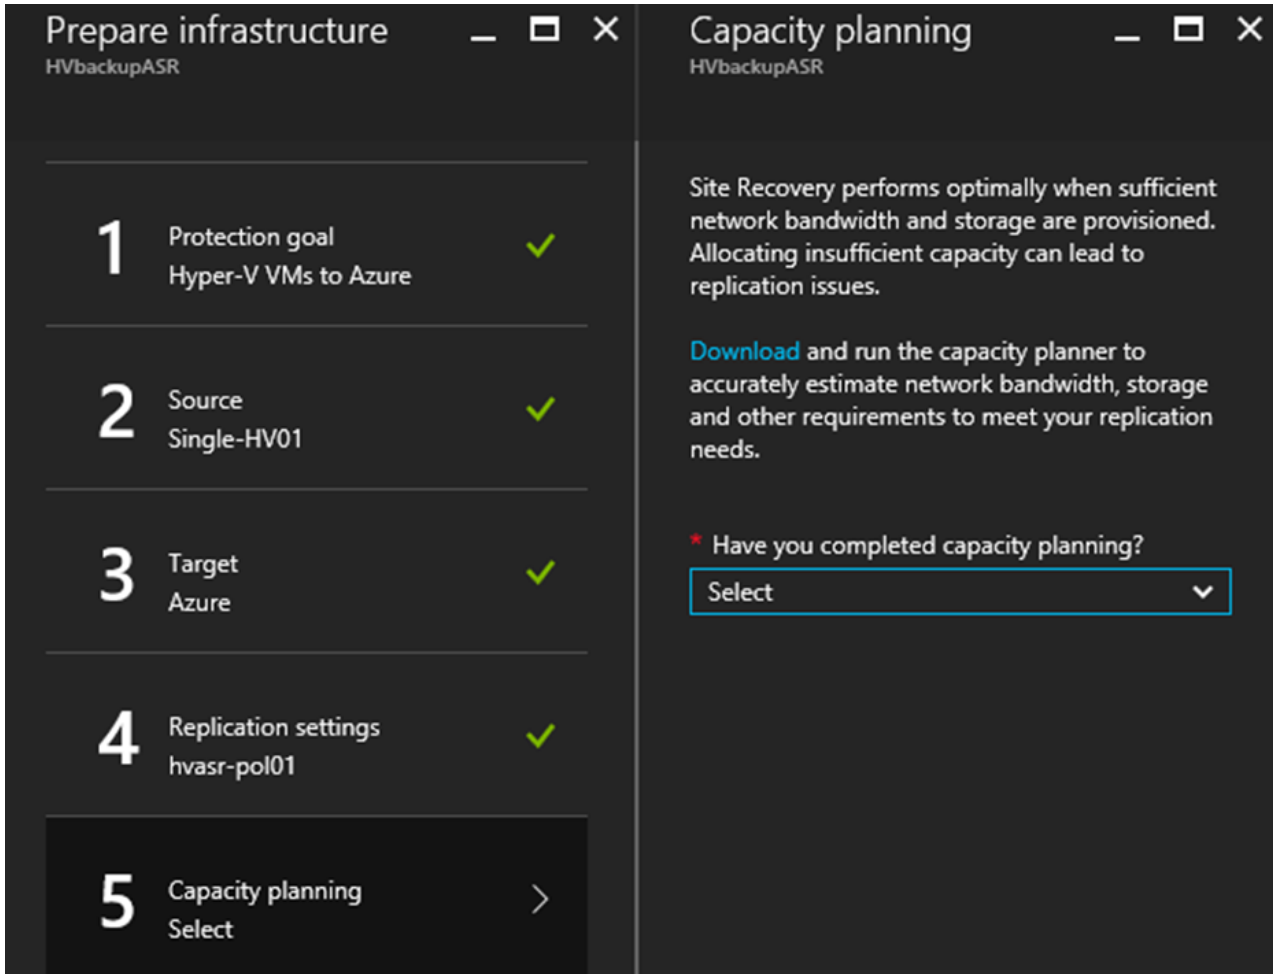 Prepare infrastructure
HVbackupASR
1
Protection goal
Hyper-V VMs to Azure
2
Source
Single-HV01
3
Target
Azure
4
Replication settings
hvasr-pol01
5
Capacity planning
Select
Capacity planning
HVbackupASR
Site Recovery performs optimally when sufficient
network bandwidth and storage are provisioned.
Allocating insufficient capacity can lead to
replication issues.
Download and run the capacity planner to
accurately estimate network bandwidth, storage
and other requirements to meet your replication
needs.
* Have you completed capacity planning?
Select